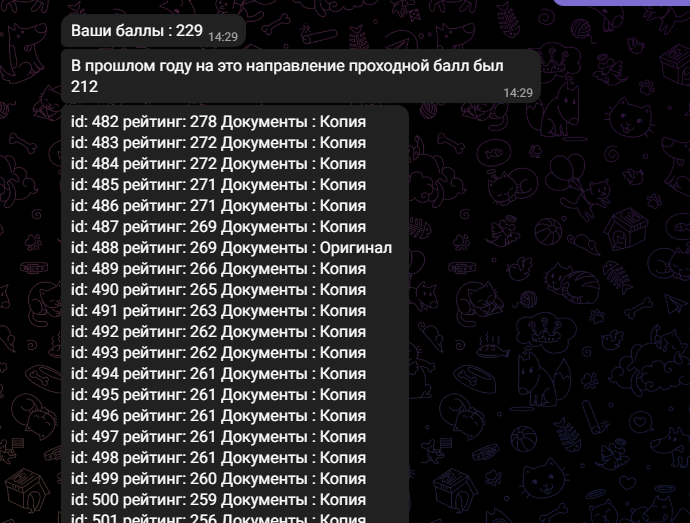 Ваши баллы : 229 14:29
В прошлом году на это направление проходной балл был
212
14:29
id: 482 рейтинг: 278 Документы : Копия
id: 483 рейтинг: 272 Документы : Копия
id: 484 рейтинг: 272 Документы : Копия
id: 485 рейтинг: 271 Документы : Копия
id: 486 рейтинг: 271 Документы : Копия
id: 487 рейтинг: 269 Документы : Копия
id: 488 рейтинг: 269 Документы : Оригинал
id: 489 рейтинг: 266 Документы : Копия
id: 490 рейтинг: 265 Документы : Копия
id: 491 рейтинг: 263 Документы : Копия
id: 492 рейтинг: 262 Документы : Копия
id: 493 рейтинг: 262 Документы : Копия
id: 494 рейтинг: 261 Документы : Копия
id: 495 рейтинг: 261 Документы : Копия
id: 496 рейтинг: 261 Документы : Копия
id: 497 рейтинг: 261 Документы : Копия
id: 498 рейтинг: 261 Документы : Копия
id: 499 рейтинг: 260 Документы : Копия
id: 500 рейтинг: 259 Документы : Копия
id: 501 рейтинг: 256 Документы : Копия